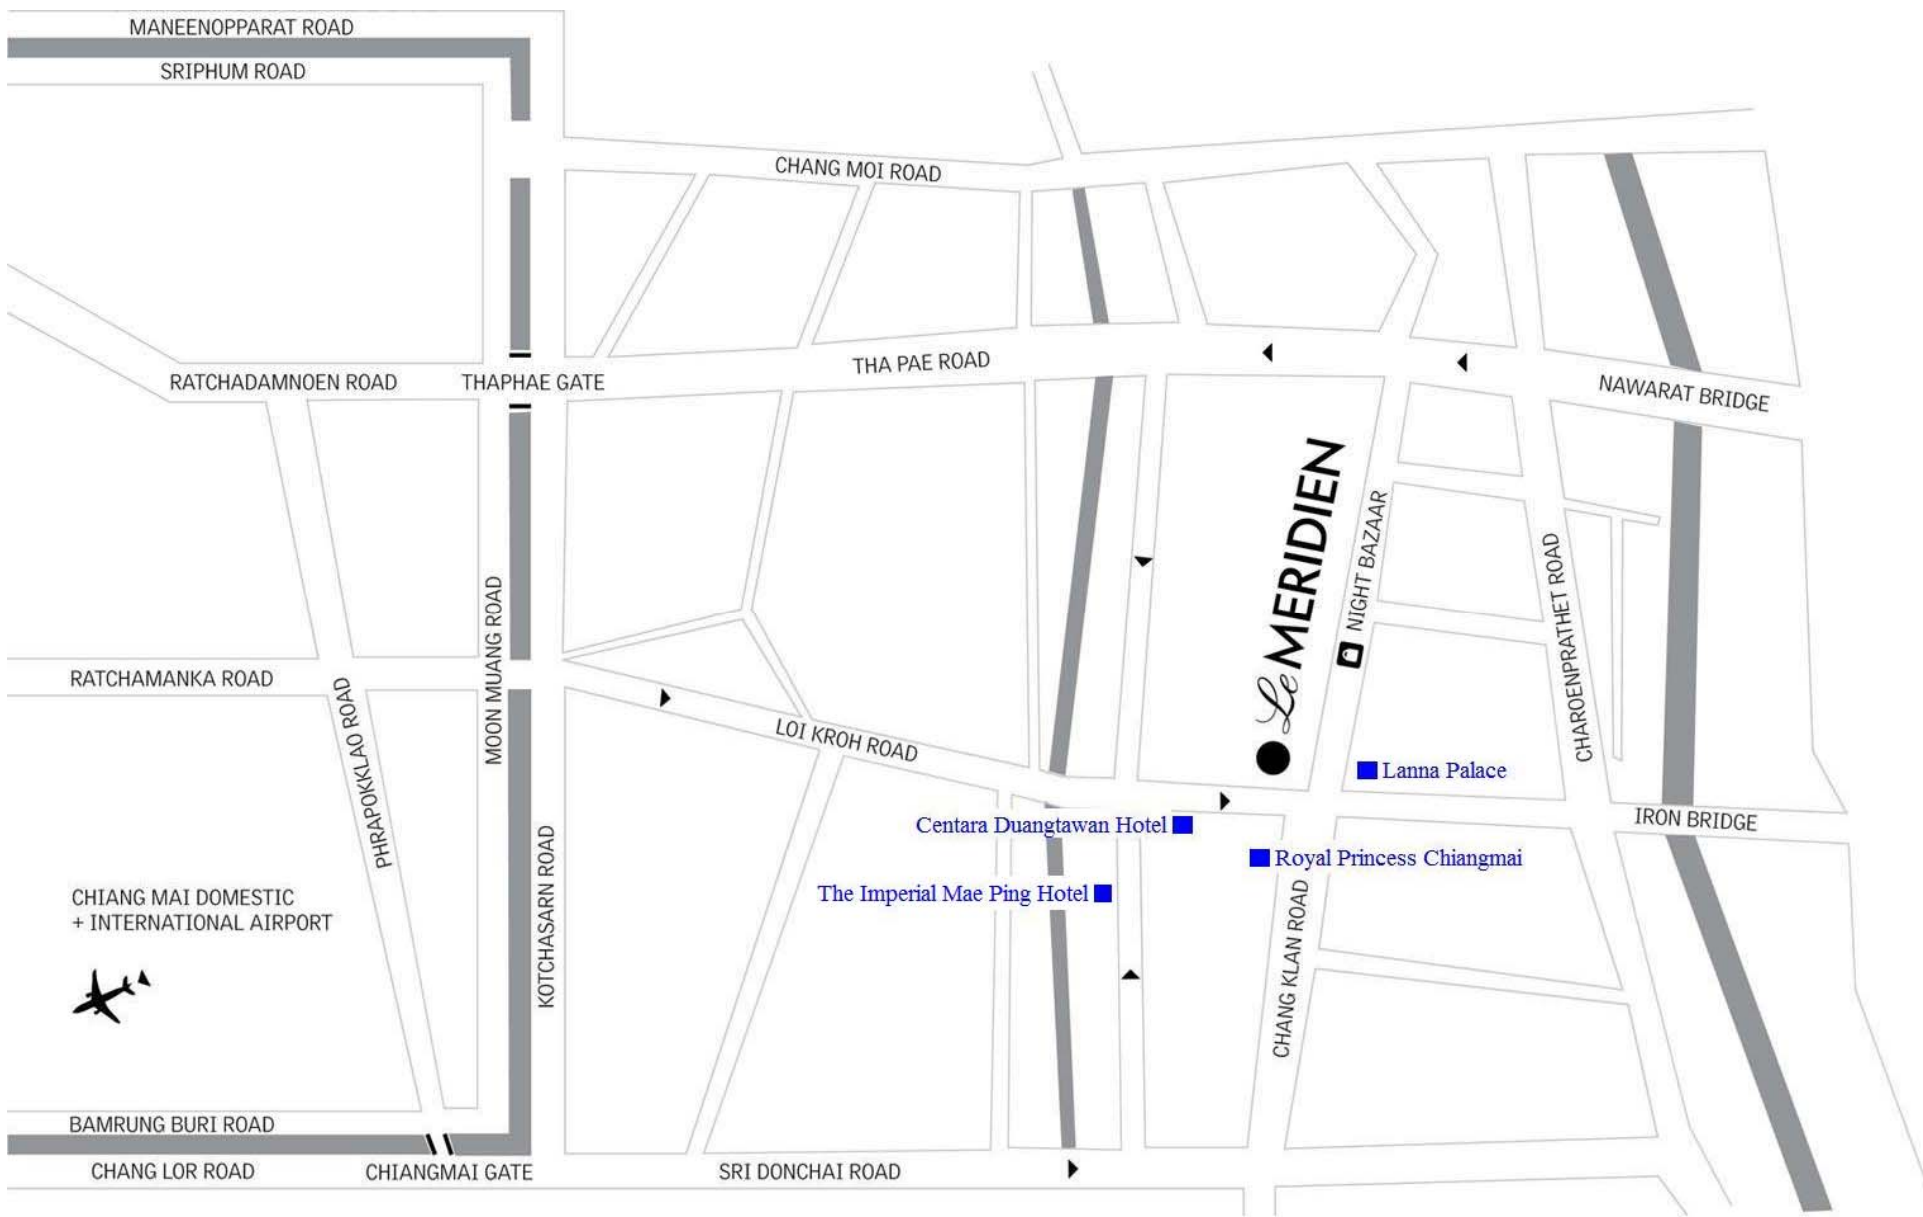 MANEENOPPARAT ROAD
SRIPHUM ROAD
CHANG MOI ROAD
THA PAE ROAD
RATCHADAMNOEN ROAD
THAPHAE GATE
NAWARAT BRIDGE
Le MERIDIEN
NIGHT BAZAAR
CHAROENPRATHET ROAD
MOON MUANG ROAD
RATCHAMANKA ROAD
PHRAPOKKLAO ROAD
LOI KROH ROAD
Lanna Palace
Centara Duangtawan Hotel
IRON BRIDGE
Royal Princess Chiangmai
The Imperial Mae Ping Hotel
KOTCHASARN ROAD
CHANG KLAN ROAD
CHIANG MAI DOMESTIC
+ INTERNATIONAL AIRPORT
BAMRUNG BURI ROAD
CHANG LOR ROAD
CHIANGMAI GATE
SRI DONCHAI ROAD